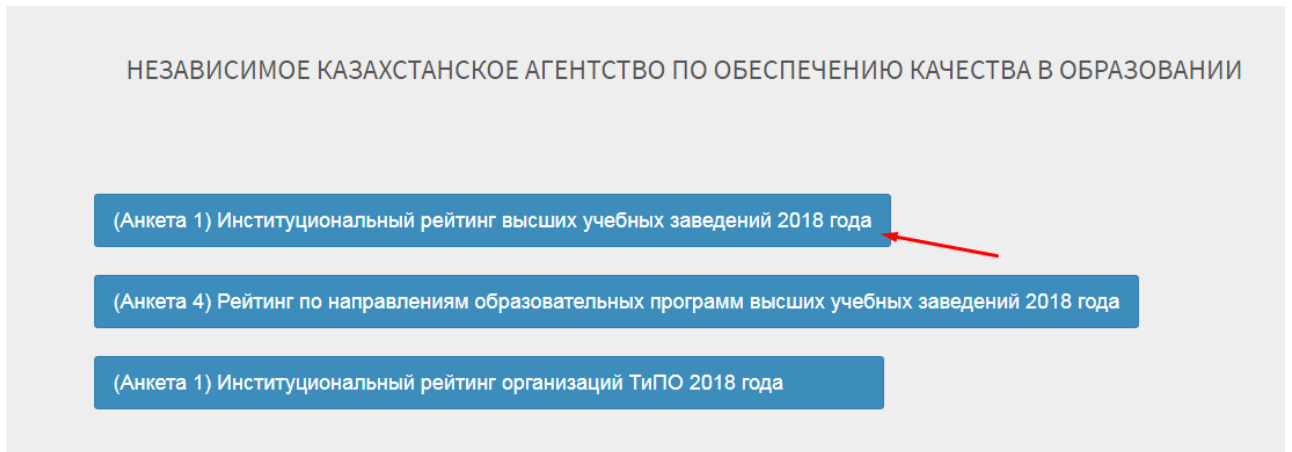 НЕЗАВИСИМОЕ КАЗАХСТАНСКОЕ АГЕНТСТВО ПО ОБЕСПЕЧЕНИЮ КАЧЕСТВА В ОБРАЗОВАНИИ
(Анкета 1) Институциональный рейтинг высших учебных заведений 2018 года
(Анкета 4) Рейтинг по направлениям образовательных программ высших учебных заведений 2018 года
(Анкета 1) Институциональный рейтинг организаций ТиПО 2018 года